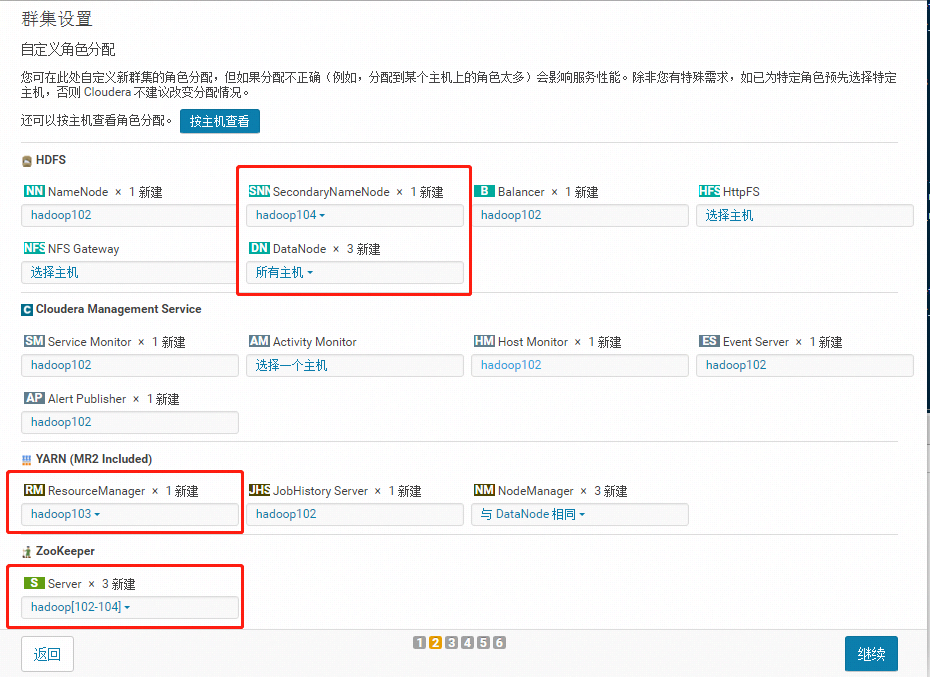 群集设置
自定义角色分配
您可在此处自定义新群集的角色分配，但如果分配不正确（例如，分配到某个主机上的角色太多）会影响服务性能。除非您有特殊需求，如已为特定角色预先选择特定
主机，否则 Cloudera 不建议改变分配情况。
还可以按主机查看角色分配。 按主机查看
HDFS
NN NameNode × 1 新建 SNN SecondaryNameNode × 1 新建 B Balancer × 1 新建 HFS HttpFS
hadoop102 hadoop104 hadoop102 选择主机
NFS NFS Gateway DN DataNode × 3 新建
选择主机 所有主机
C Cloudera Management Service
SM Service Monitor × 1 新建 AM Activity Monitor HM Host Monitor × 1 新建 ES Event Server × 1 新建
hadoop102 选择一个主机 hadoop102 hadoop102
AP Alert Publisher × 1 新建
hadoop102
YARN (MR2 Included)
RM ResourceManager × 1 新建 JHS JobHistory Server × 1 新建 NM NodeManager × 3 新建
hadoop103 hadoop102 与 DataNode 相同
ZooKeeper
S Server × 3 新建
hadoop[102-104]
返回 1 2 3 4 5 6 继续